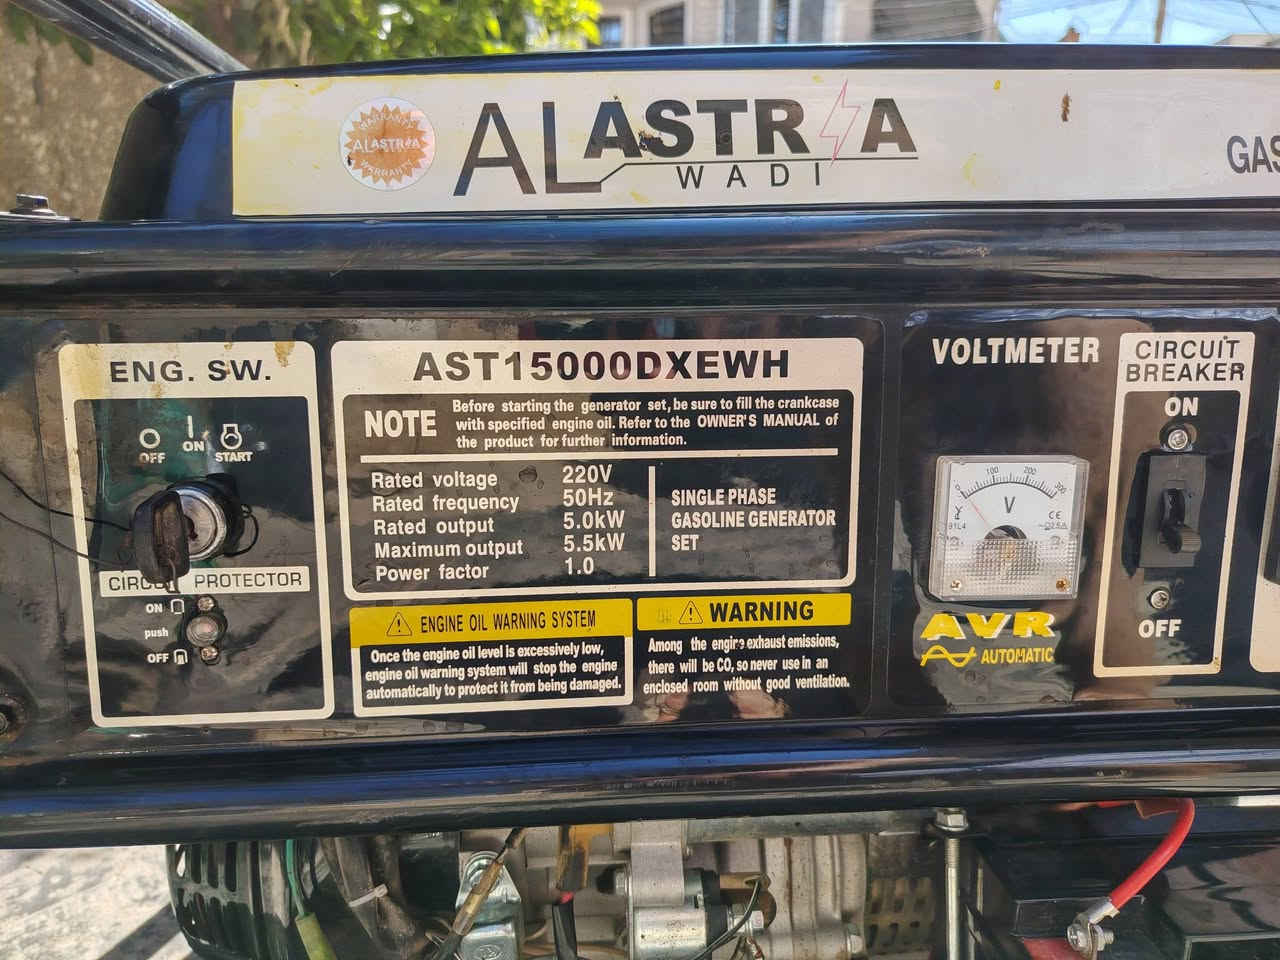 WARRANTY
ALASTRIA
WARRANTY
ALASTRIA
WADI
GAS
ENG. SW.
OFF
ON
START
PROTECTOR
ON
push
OFF
AST15000DXEWH
NOTE
Before starting the generator set, be sure to fill the crankcase
with specified engine oil. Refer to the OWNER'S MANUAL of
the product for further information.
Rated voltage 220V
Rated frequency 50Hz
Rated output 5.0kW
Maximum output 5.5kW
Power factor 1.0
SINGLE PHASE
GASOLINE GENERATOR
SET
ENGINE OIL WARNING SYSTEM
Once the engine oil level is excessively low,
engine oil warning system will stop the engine
automatically to protect it from being damaged.
WARNING
Among the engine exhaust emissions,
there will be CO, so never use in an
enclosed room without good ventilation.
VOLTMETER
0 100 200 300
V
91L4
CE
AVR
AUTOMATIC
CIRCUIT
BREAKER
ON
OFF